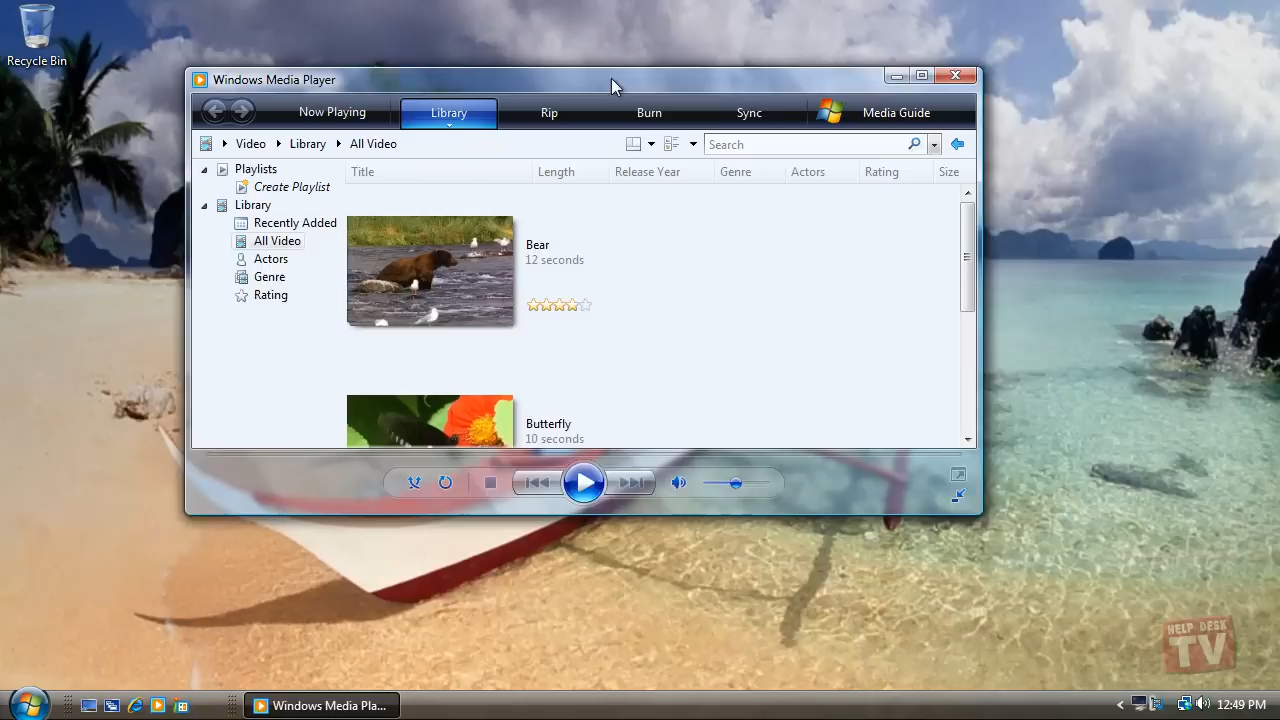 Recycle Bin
Windows Media Player
Now Playing
Library
Rip
Burn
Sync
Media Guide
Video
Library
All Video
Search
Playlists
Create Playlist
Library
Recently Added
All Video
Actors
Genre
Rating
Title
Length
Release Year
Genre
Actors
Rating
Size
Bear
12 seconds
Butterfly
10 seconds
HELP DESK
TV
Windows Media Pla...
12:49 PM